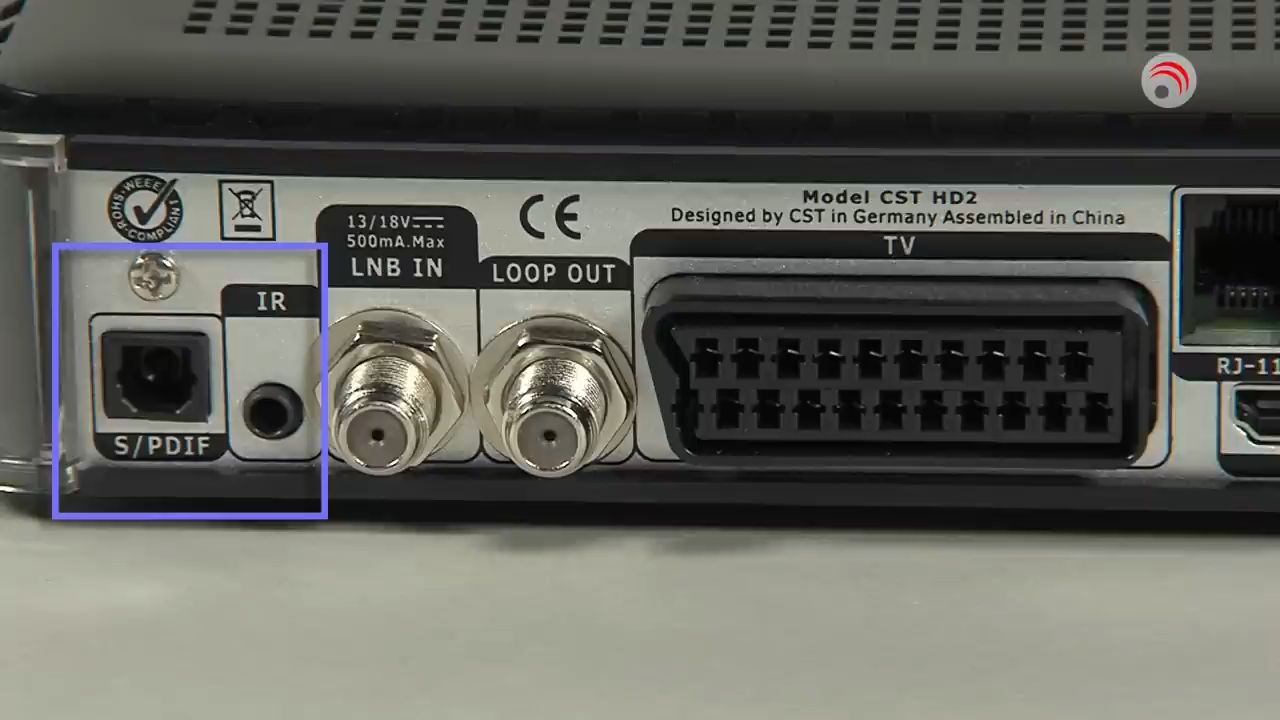 ROHS-WEEE
COMPLIANT
13/18V
500mA.Max
LNB IN
LOOP OUT
CE
Model CST HD2
Designed by CST in Germany Assembled in China
TV
IR
S/PDIF
RJ-11